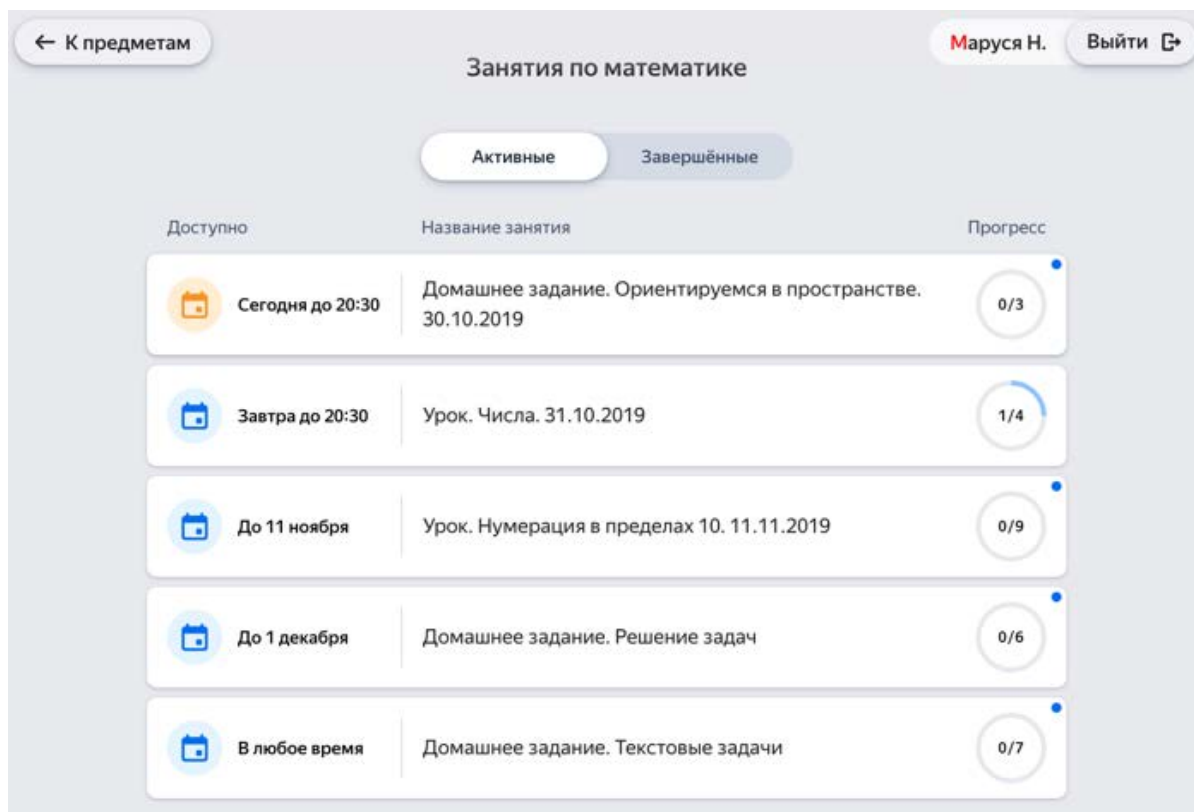 ← К предметам
Маруся Н.
Выйти
Занятия по математике
Активные
Завершённые
Доступно
Название занятия
Прогресс
Сегодня до 20:30
Домашнее задание. Ориентируемся в пространстве.
30.10.2019
0/3
Завтра до 20:30
Урок. Числа. 31.10.2019
1/4
До 11 ноября
Урок. Нумерация в пределах 10. 11.11.2019
0/9
До 1 декабря
Домашнее задание. Решение задач
0/6
В любое время
Домашнее задание. Текстовые задачи
0/7